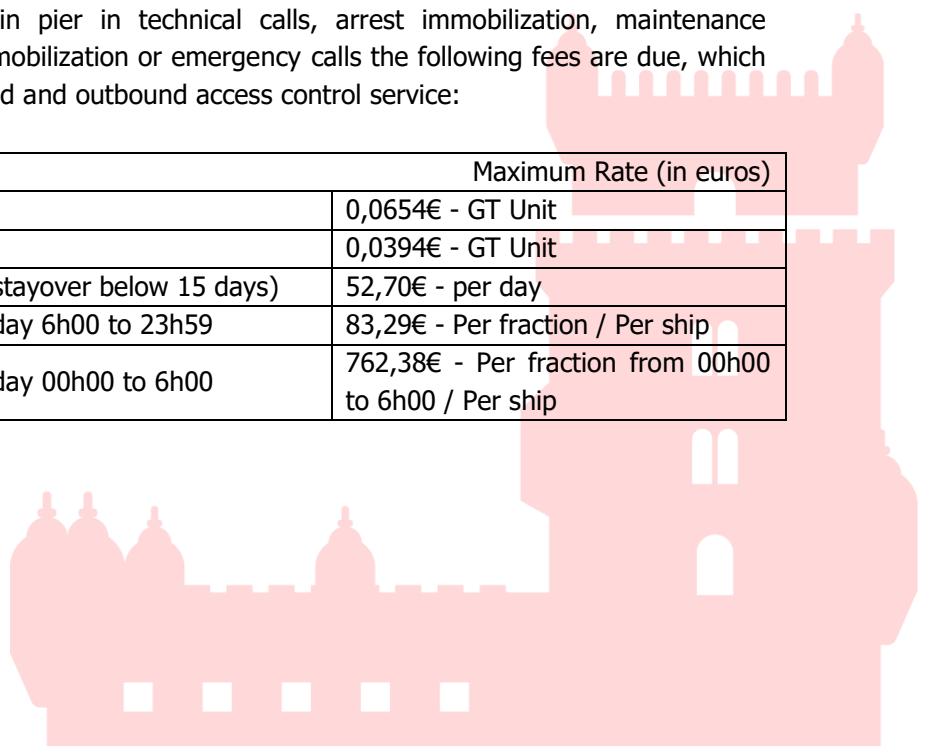 in pier in technical calls, arrest immobilization, maintenance
mobilization or emergency calls the following fees are due, which
d and outbound access control service:
Maximum Rate (in euros)
0,0654€ - GT Unit
0,0394€ - GT Unit
stayover below 15 days) 52,70€ - per day
day 6h00 to 23h59 83,29€ - Per fraction / Per ship
day 00h00 to 6h00 762,38€ - Per fraction from 00h00
to 6h00 / Per ship